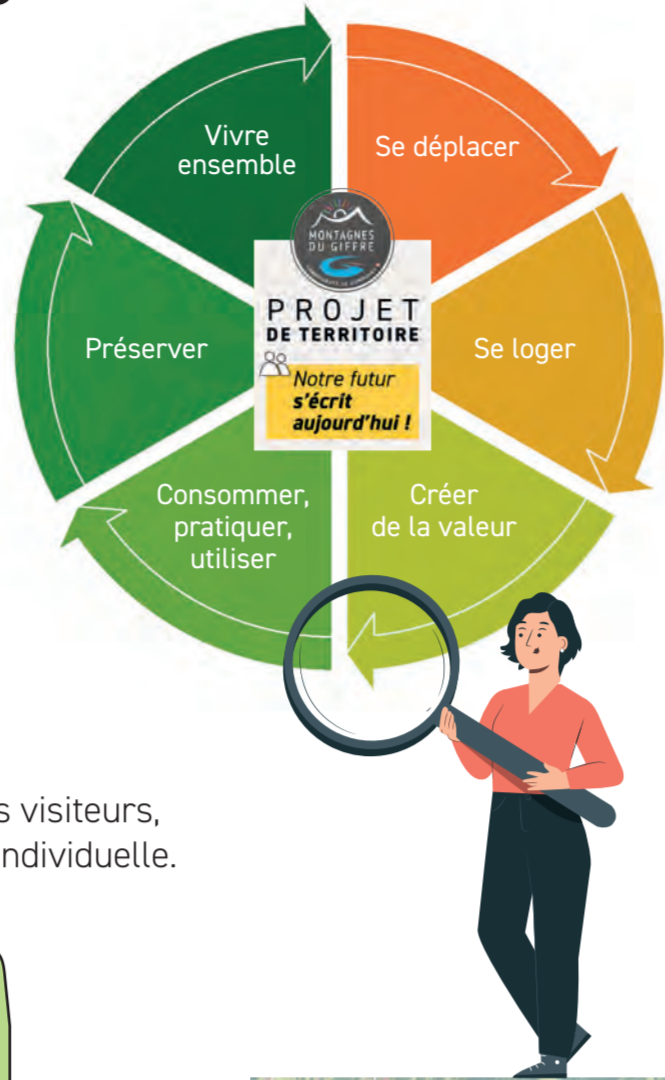 Vivre
ensemble
Se déplacer
MONTAGNES
DU GIFFRE
PROJET
DE TERRITOIRE
Notre futur
s'écrit
aujourd'hui !
Préserver
Se loger
Consommer,
pratiquer,
utiliser
Créer
de la valeur
s visiteurs,
ndividuelle.